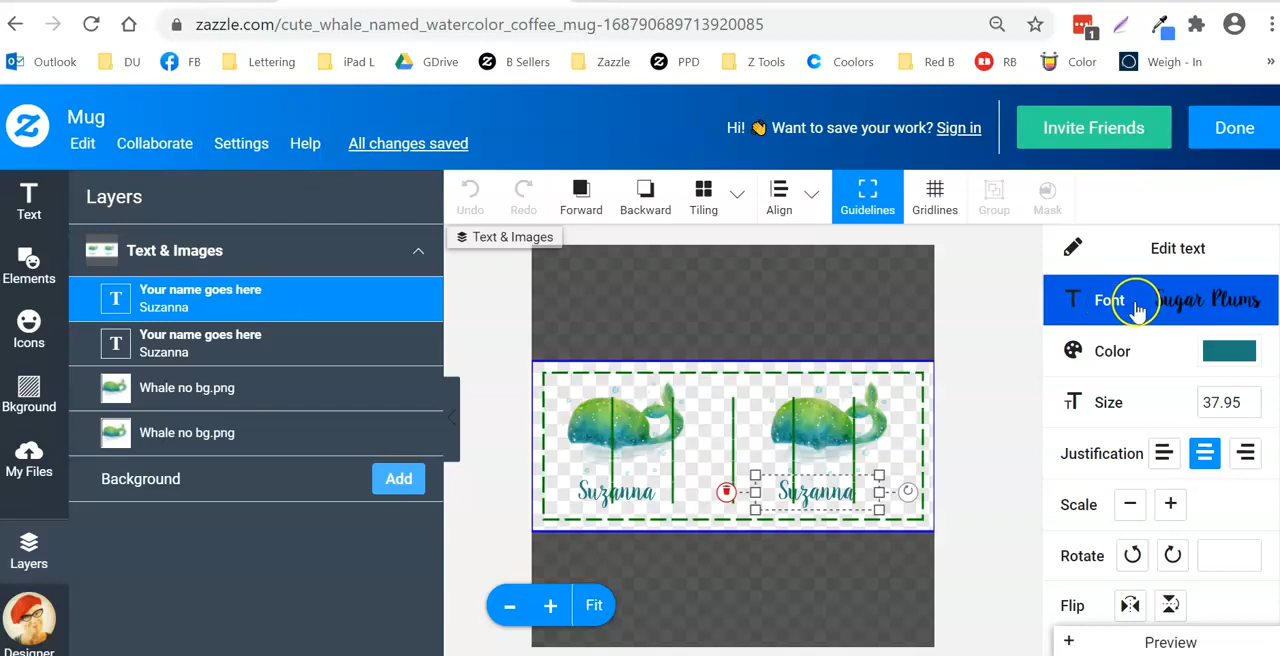 zazzle.com/cute_whale_named_watercolor_coffee_mug-168790689713920085
1
Outlook DU FB Lettering iPad L GDrive B Sellers Zazzle PPD Z Tools Coolors Red B RB Color Weigh - In »
Mug
Edit Collaborate Settings Help All changes saved
Hi! 👋 Want to save your work? Sign in
Invite Friends
Done
Text
Elements
Icons
Bkground
My Files
Layers
Designer
Layers
Text & Images
Your name goes here
Suzanna
Your name goes here
Suzanna
Whale no bg.png
Whale no bg.png
Background Add
Undo Redo Forward Backward Tiling Align Guidelines Gridlines Group Mask
Text & Images
Suzanna Suzanna
Fit
Edit text
Font Sugar Plums
Color
Size 37.95
Justification
Scale
Rotate
Flip
Preview